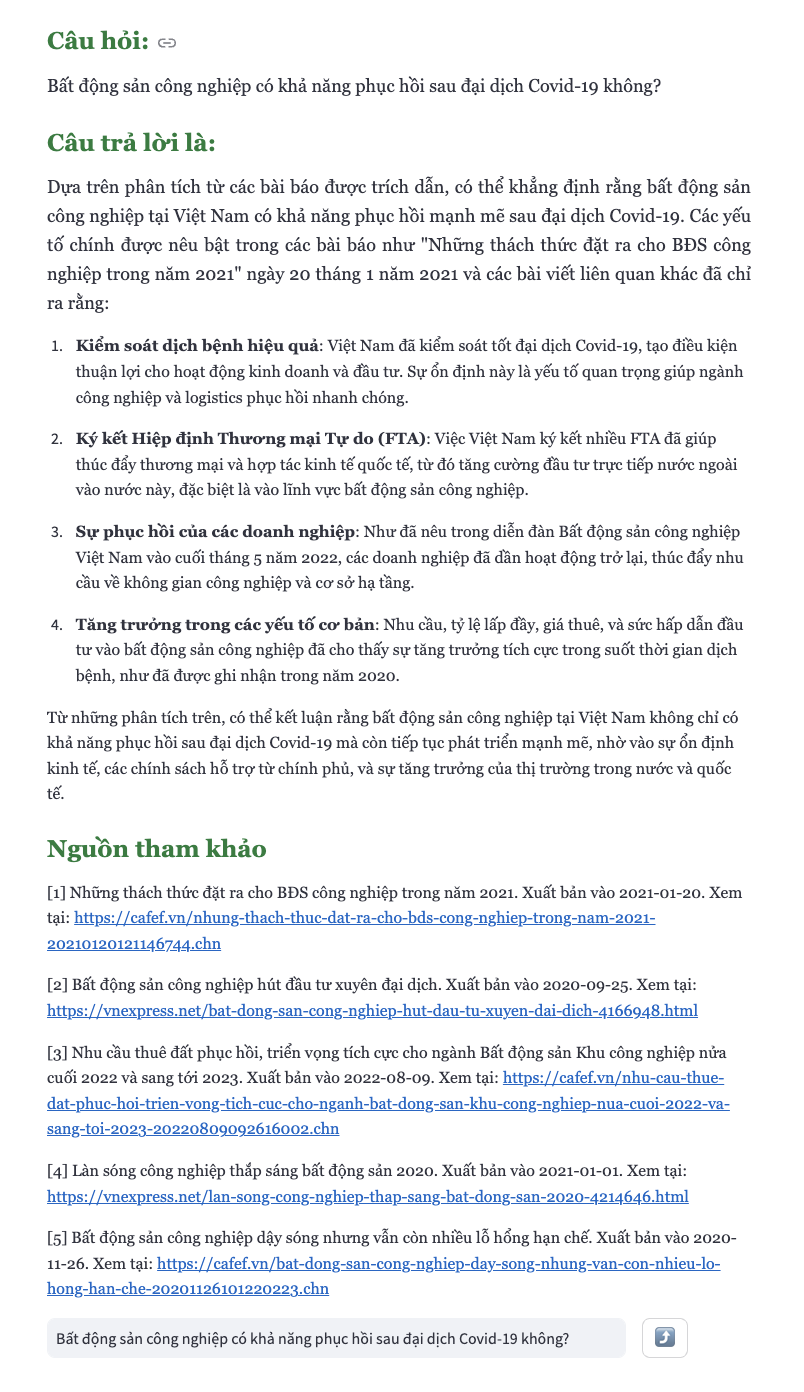 Câu hỏi:
Bất động sản công nghiệp có khả năng phục hồi sau đại dịch Covid-19 không?
Câu trả lời là:
Dựa trên phân tích từ các bài báo được trích dẫn, có thể khẳng định rằng bất động sản
công nghiệp tại Việt Nam có khả năng phục hồi mạnh mẽ sau đại dịch Covid-19. Các yếu
tố chính được nêu bật trong các bài báo như "Những thách thức đặt ra cho BĐS công
nghiệp trong năm 2021" ngày 20 tháng 1 năm 2021 và các bài viết liên quan khác đã chỉ
ra rằng:
1. Kiểm soát dịch bệnh hiệu quả: Việt Nam đã kiểm soát tốt đại dịch Covid-19, tạo điều kiện
thuận lợi cho hoạt động kinh doanh và đầu tư. Sự ổn định này là yếu tố quan trọng giúp ngành
công nghiệp và logistics phục hồi nhanh chóng.
2. Ký kết Hiệp định Thương mại Tự do (FTA): Việc Việt Nam ký kết nhiều FTA đã giúp
thúc đẩy thương mại và hợp tác kinh tế quốc tế, từ đó tăng cường đầu tư trực tiếp nước ngoài
vào nước này, đặc biệt là vào lĩnh vực bất động sản công nghiệp.
3. Sự phục hồi của các doanh nghiệp: Như đã nêu trong diễn đàn Bất động sản công nghiệp
Việt Nam vào cuối tháng 5 năm 2022, các doanh nghiệp đã dần hoạt động trở lại, thúc đẩy nhu
cầu về không gian công nghiệp và cơ sở hạ tầng.
4. Tăng trưởng trong các yếu tố cơ bản: Nhu cầu, tỷ lệ lấp đầy, giá thuê, và sức hấp dẫn đầu
tư vào bất động sản công nghiệp đã cho thấy sự tăng trưởng tích cực trong suốt thời gian dịch
bệnh, như đã được ghi nhận trong năm 2020.
Từ những phân tích trên, có thể kết luận rằng bất động sản công nghiệp tại Việt Nam không chỉ có
khả năng phục hồi sau đại dịch Covid-19 mà còn tiếp tục phát triển mạnh mẽ, nhờ vào sự ổn định
kinh tế, các chính sách hỗ trợ từ chính phủ, và sự tăng trưởng của thị trường trong nước và quốc
tế.
Nguồn tham khảo
[1] Những thách thức đặt ra cho BĐS công nghiệp trong năm 2021. Xuất bản vào 2021-01-20. Xem
tại: https://cafef.vn/nhung-thach-thuc-dat-ra-cho-bds-cong-nghiep-trong-nam-2021-
20210120121146744.chn
[2] Bất động sản công nghiệp hút đầu tư xuyên đại dịch. Xuất bản vào 2020-09-25. Xem tại:
https://vnexpress.net/bat-dong-san-cong-nghiep-hut-dau-tu-xuyen-dai-dich-4166948.html
[3] Nhu cầu thuê đất phục hồi, triển vọng tích cực cho ngành Bất động sản Khu công nghiệp nửa
cuối 2022 và sang tới 2023. Xuất bản vào 2022-08-09. Xem tại: https://cafef.vn/nhu-cau-thue-
dat-phuc-hoi-trien-vong-tich-cuc-cho-nganh-bat-dong-san-khu-cong-nghiep-nua-cuoi-2022-va-
sang-toi-2023-20220809092616002.chn
[4] Làn sóng công nghiệp thắp sáng bất động sản 2020. Xuất bản vào 2021-01-01. Xem tại:
https://vnexpress.net/lan-song-cong-nghiep-thap-sang-bat-dong-san-2020-4214646.html
[5] Bất động sản công nghiệp dậy sóng nhưng vẫn còn nhiều lỗ hổng hạn chế. Xuất bản vào 2020-
11-26. Xem tại: https://cafef.vn/bat-dong-san-cong-nghiep-day-song-nhung-van-con-nhieu-lo-
hong-han-che-20201126101220223.chn
Bất động sản công nghiệp có khả năng phục hồi sau đại dịch Covid-19 không?